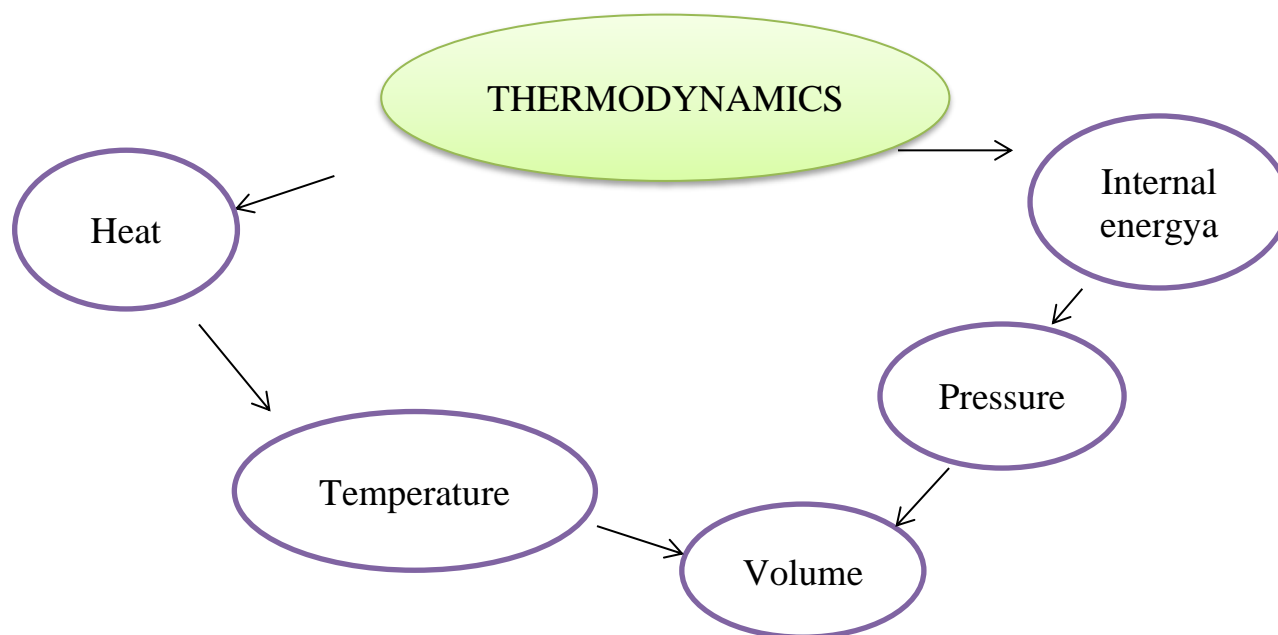 THERMODYNAMICS
Heat
Internal
energya
Pressure
Temperature
Volume